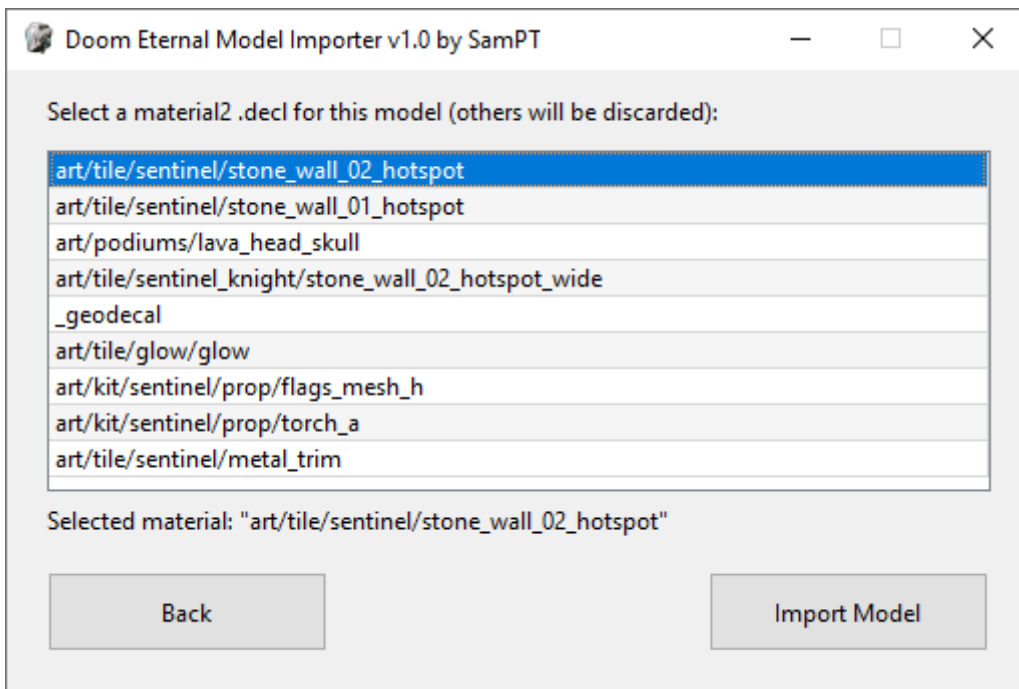 Doom Eternal Model Importer v1.0 by SamPT
Select a material2 .decl for this model (others will be discarded):
art/tile/sentinel/stone_wall_02_hotspot
art/tile/sentinel/stone_wall_01_hotspot
art/podiums/lava_head_skull
art/tile/sentinel_knight/stone_wall_02_hotspot_wide
_geodecal
art/tile/glow/glow
art/kit/sentinel/prop/flags_mesh_h
art/kit/sentinel/prop/torch_a
art/tile/sentinel/metal_trim
Selected material: "art/tile/sentinel/stone_wall_02_hotspot"
Back
Import Model